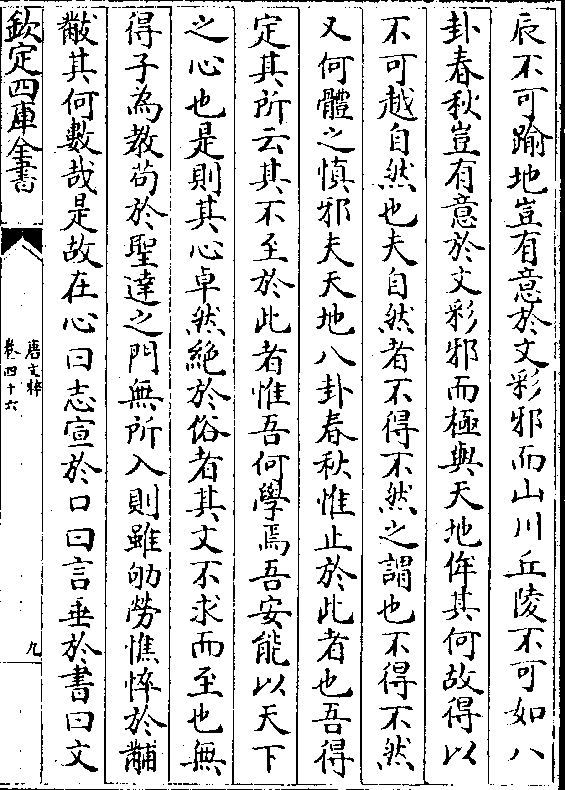 辰不可踰地豈有意於文彩邪而山川丘陵不可如八
卦春秋豈有意於文彩邪而極與天地侔其何故得以
不可越自然也夫自然者不得不然之謂也不得不然
又何體之慎邪夫天地八卦春秋惟止於此者也吾得
定其所云其不至於此者惟吾何學焉吾安能以天下
之心也是則其心卓然絶於俗者其文不求而至也無
得子為教茍於聖達之門無所入則雖劬勞憔悴於黼
黻其何數哉是故在心曰志宣於口曰言垂於書曰文
欽定四庫全書
唐文粹
卷四十六
九